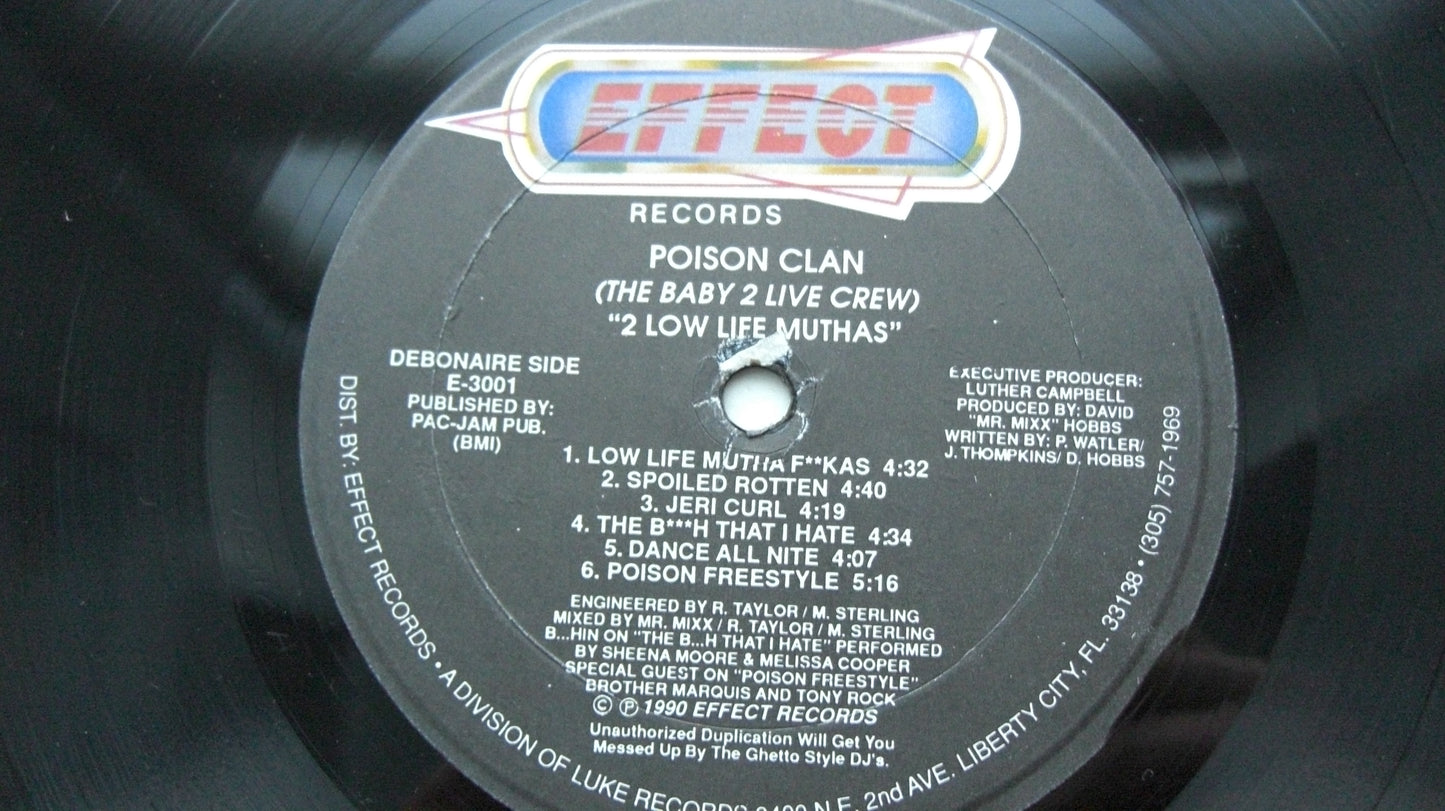 EFFECT
RECORDS
POISON CLAN
(THE BABY 2 LIVE CREW)
"2 LOW LIFE MUTHAS"
DEBONAIRE SIDE
E-3001
PUBLISHED BY:
PAC-JAM PUB.
(BMI)
EXECUTIVE PRODUCER:
LUTHER CAMPBELL
PRODUCED BY: DAVID
"MR. MIXX" HOBBS
WRITTEN BY: P. WATLER/
J. THOMPKINS/ D. HOBBS
1. LOW LIFE MUTHA F**KAS 4:32
2. SPOILED ROTTEN 4:40
3. JERI CURL 4:19
4. THE B***H THAT I HATE 4:34
5. DANCE ALL NITE 4:07
6. POISON FREESTYLE 5:16
ENGINEERED BY R. TAYLOR / M. STERLING
MIXED BY MR. MIXX / R. TAYLOR / M. STERLING
B...HIN ON "THE B...H THAT I HATE" PERFORMED
BY SHEENA MOORE & MELISSA COOPER
SPECIAL GUEST ON "POISON FREESTYLE"
BROTHER MARQUIS AND TONY ROCK
© ℗ 1990 EFFECT RECORDS
Unauthorized Duplication Will Get You
Messed Up By The Ghetto Style DJ's.
DIST. BY: EFFECT RECORDS • A DIVISION OF LUKE RECORDS N.E. 2nd AVE. LIBERTY CITY, FL. 33138 • (305) 757-1969